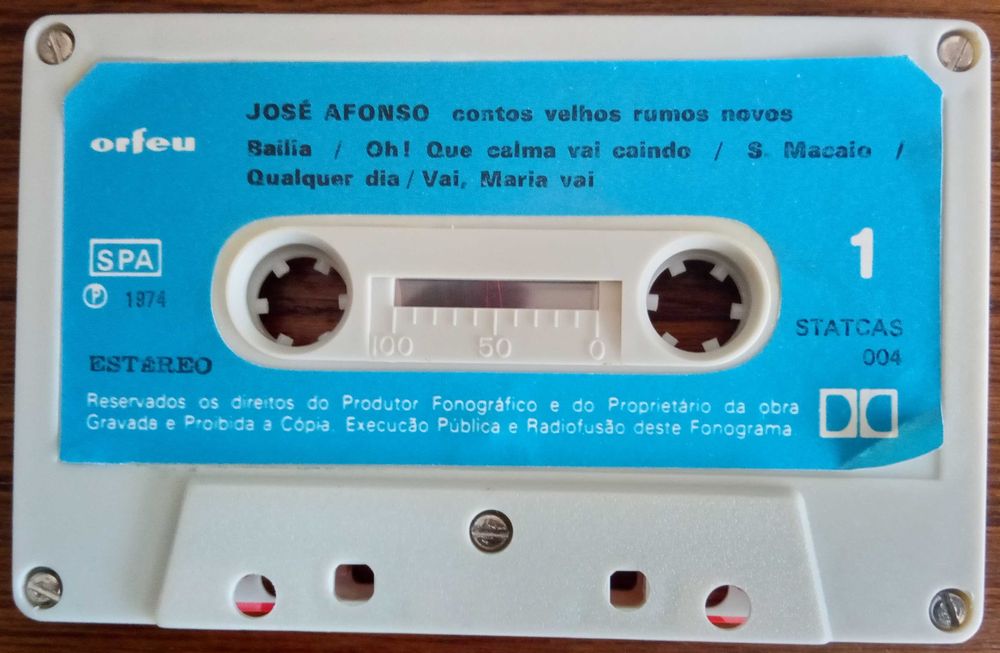 JOSÉ AFONSO contos velhos rumos novos
orfeu
Bailia / Oh! Que calma vai caindo / S. Macaio /
Qualquer dia / Vai, Maria vai
SPA
1
℗ 1974
100 50 0
STATCAS
004
ESTÉREO
Reservados os direitos do Produtor Fonográfico e do Proprietário da obra
Gravada e Proibida a Cópia. Execucão Pública e Radiofusão deste Fonograma.